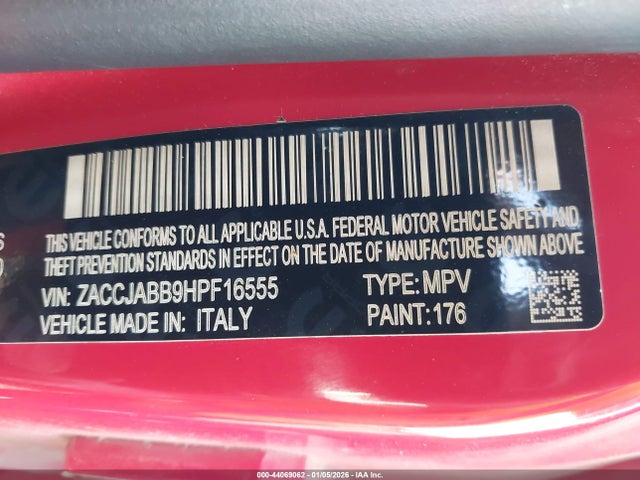 THIS VEHICLE CONFORMS TO ALL APPLICABLE U.S.A. FEDERAL MOTOR VEHICLE SAFETY AND
THEFT PREVENTION STANDARDS IN EFFECT ON THE DATE OF MANUFACTURE SHOWN ABOVE
VIN: ZACCJABB9HPF16555 TYPE: MPV
VEHICLE MADE IN: ITALY PAINT: 176
000-44069062 - 01/05/2026 - IAA Inc.